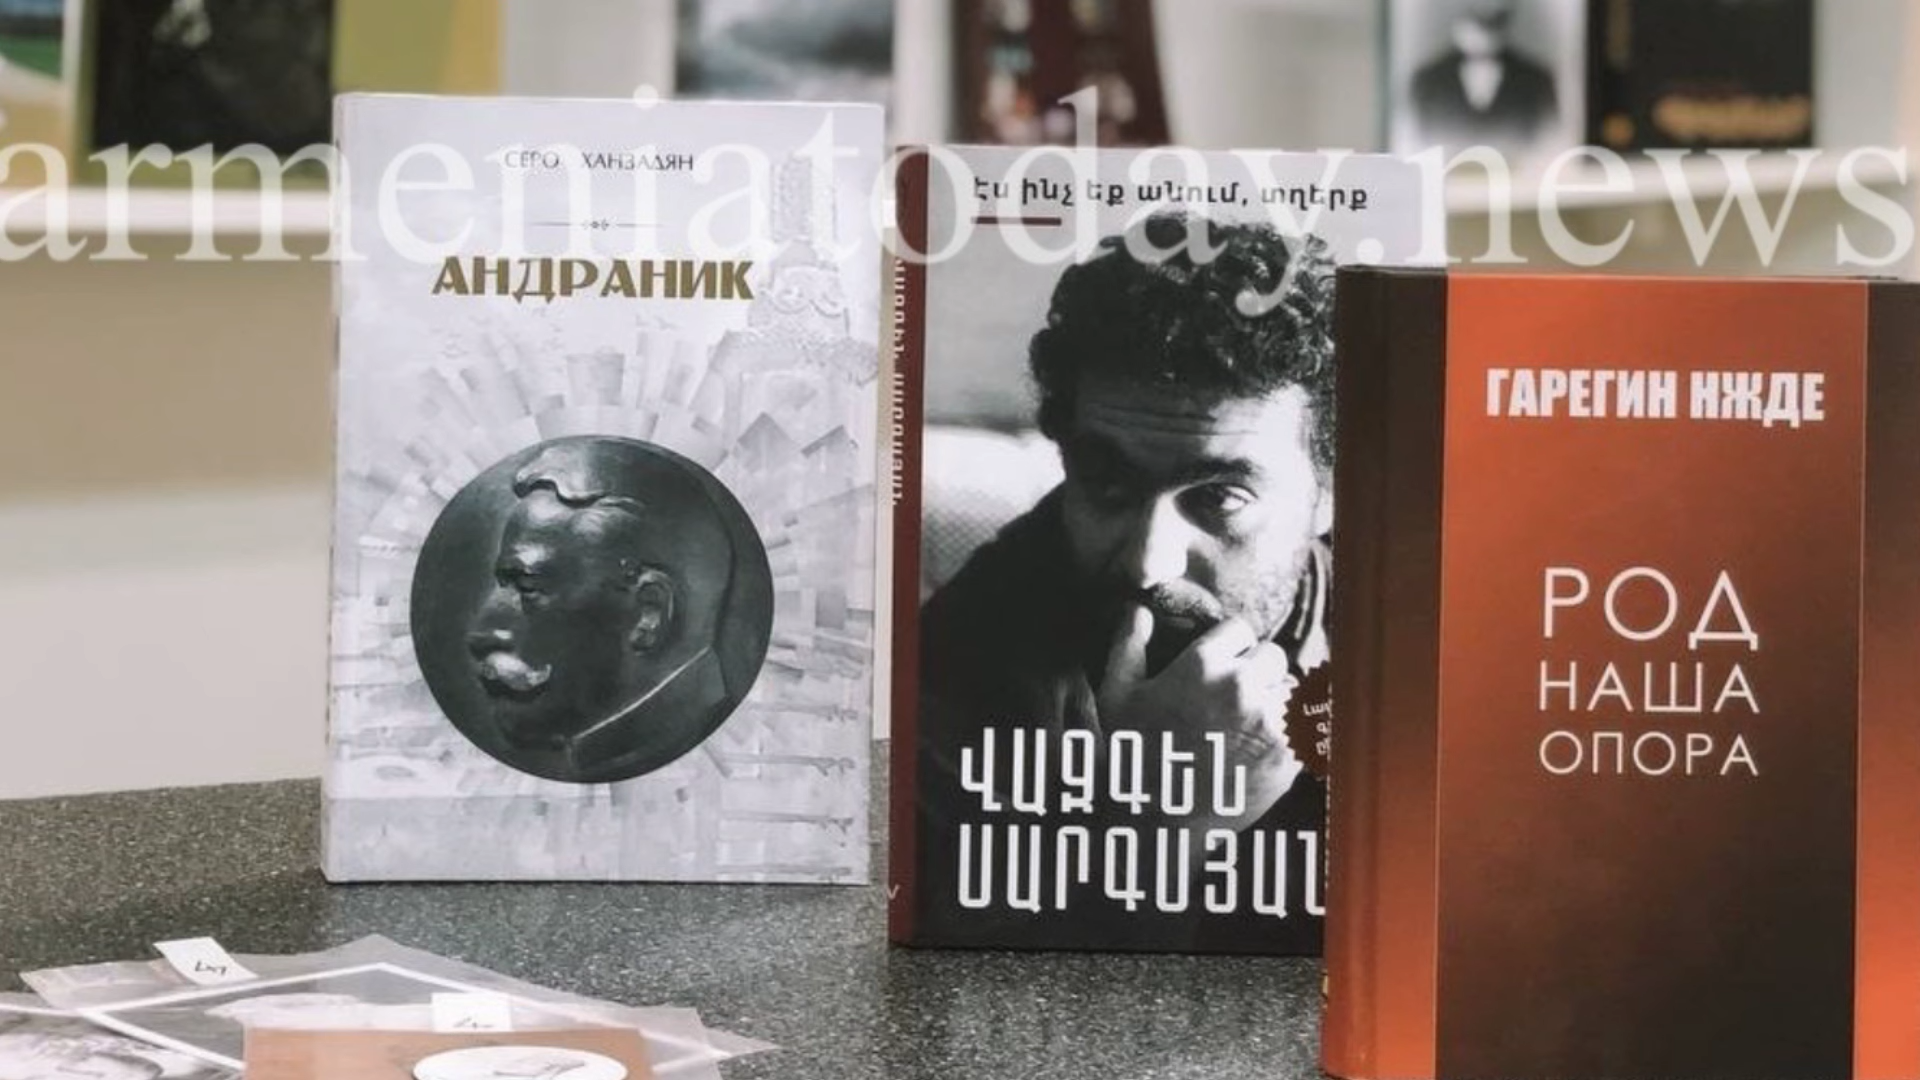 armeniatoday.news
СЕРО ХАНЗАДЯН
АНДРАНИК
Էս ինչ եք անում, տղերք
ՎԱԶԳԵՆ
ՍԱՐԳՍՅԱՆ
ГАРЕГИН НЖДЕ
РОД
НАША
ОПОРА